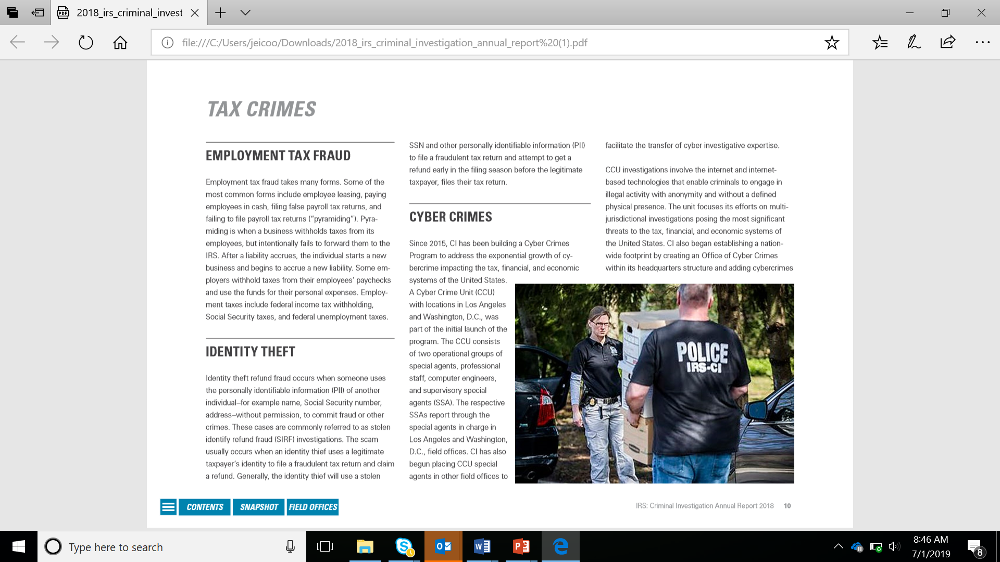 2018_irs_criminal_invest
file:///C:/Users/jeicoo/Downloads/2018_irs_criminal_investigation_annual_report%20(1).pdf
TAX CRIMES
EMPLOYMENT TAX FRAUD
Employment tax fraud takes many forms. Some of the
most common forms include employee leasing, paying
employees in cash, filing false payroll tax returns, and
failing to file payroll tax returns (“pyramiding”). Pyra-
miding is when a business withholds taxes from its
employees, but intentionally fails to forward them to the
IRS. After a liability accrues, the individual starts a new
business and begins to accrue a new liability. Some em-
ployers withhold taxes from their employees’ paychecks
and use the funds for their personal expenses. Employ-
ment taxes include federal income tax withholding,
Social Security taxes, and federal unemployment taxes.
IDENTITY THEFT
Identity theft refund fraud occurs when someone uses
the personally identifiable information (PII) of another
individual–for example name, Social Security number,
address–without permission, to commit fraud or other
crimes. These cases are commonly referred to as stolen
identify refund fraud (SIRF) investigations. The scam
usually occurs when an identity thief uses a legitimate
taxpayer’s identity to file a fraudulent tax return and claim
a refund. Generally, the identity thief will use a stolen
SSN and other personally identifiable information (PII)
to file a fraudulent tax return and attempt to get a
refund early in the filing season before the legitimate
taxpayer, files their tax return.
CYBER CRIMES
Since 2015, CI has been building a Cyber Crimes
Program to address the exponential growth of cy-
bercrime impacting the tax, financial, and economic
systems of the United States.
A Cyber Crime Unit (CCU)
with locations in Los Angeles
and Washington, D.C., was
part of the initial launch of the
program. The CCU consists
of two operational groups of
special agents, professional
staff, computer engineers,
and supervisory special
agents (SSA). The respective
SSAs report through the
special agents in charge in
Los Angeles and Washington,
D.C., field offices. CI has also
begun placing CCU special
agents in other field offices to
facilitate the transfer of cyber investigative expertise.
CCU investigations involve the internet and internet-
based technologies that enable criminals to engage in
illegal activity with anonymity and without a defined
physical presence. The unit focuses its efforts on multi-
jurisdictional investigations posing the most significant
threats to the tax, financial, and economic systems of
the United States. CI also began establishing a nation-
wide footprint by creating an Office of Cyber Crimes
within its headquarters structure and adding cybercrimes
POLICE
IRS-CI
CONTENTS
SNAPSHOT
FIELD OFFICES
IRS: Criminal Investigation Annual Report 2018 10
Type here to search
8:46 AM
7/1/2019
8